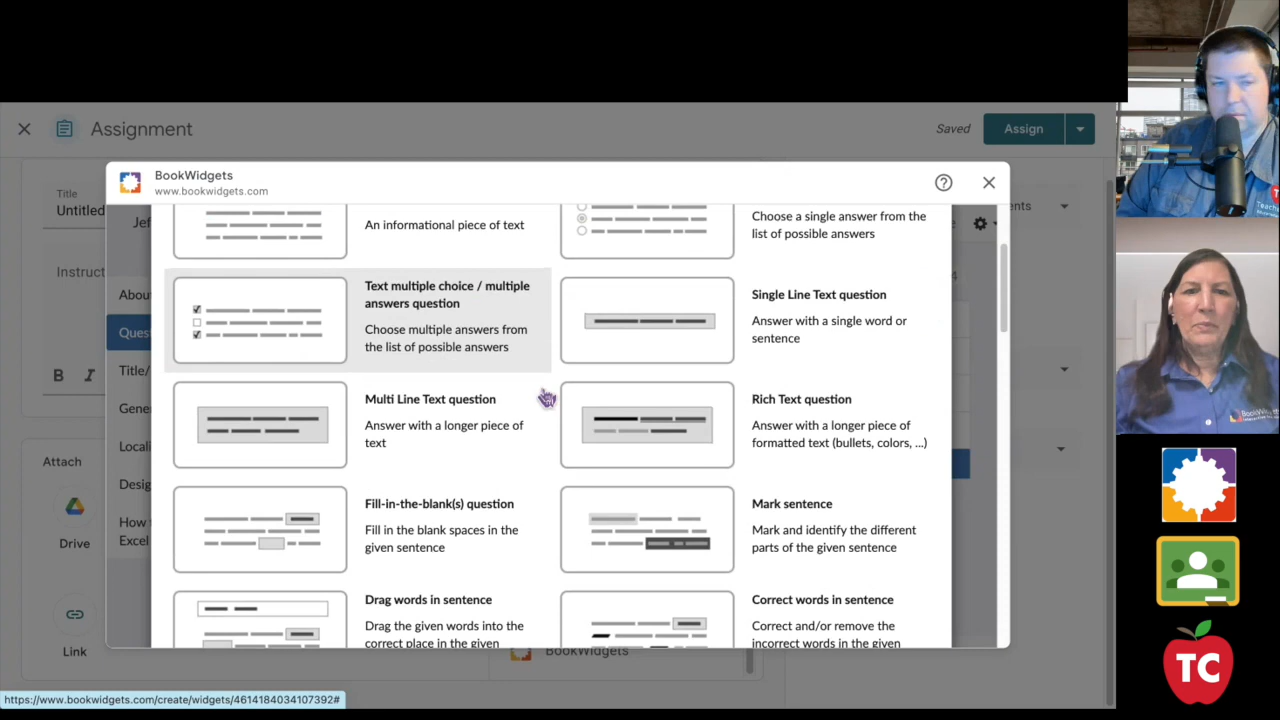 Assignment
Saved
Assign
BookWidgets
www.bookwidgets.com
Title
Untitled
Jef
ents
An informational piece of text
Choose a single answer from the
list of possible answers
Instruc
Abou
Ques
Title/
Gener
Locali
Desig
How t
Excel
B I
Text multiple choice / multiple
answers question
Choose multiple answers from
the list of possible answers
Single Line Text question
Answer with a single word or
sentence
Multi Line Text question
Answer with a longer piece of
text
Rich Text question
Answer with a longer piece of
formatted text (bullets, colors, ...)
Fill-in-the-blank(s) question
Fill in the blank spaces in the
given sentence
Mark sentence
Mark and identify the different
parts of the given sentence
Drag words in sentence
Drag the given words into the
correct place in the given
Correct words in sentence
Correct and/or remove the
incorrect words in the given
Attach
Drive
Link
BookWidgets
https://www.bookwidgets.com/create/widgets/4614184034107392#
TC